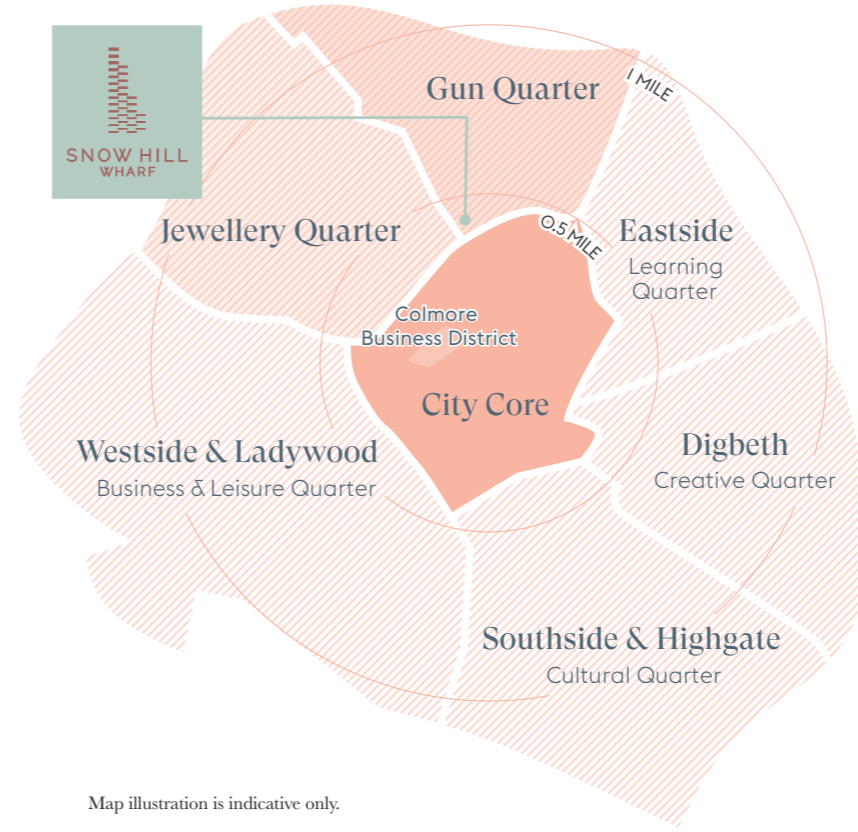 Gun Quarter
1 MILE
SNOW HILL
WHARF
Jewellery Quarter
0.5 MILE
Eastside
Learning
Quarter
Colmore
Business District
City Core
Westside & Ladywood
Business & Leisure Quarter
Digbeth
Creative Quarter
Southside & Highgate
Cultural Quarter
Map illustration is indicative only.